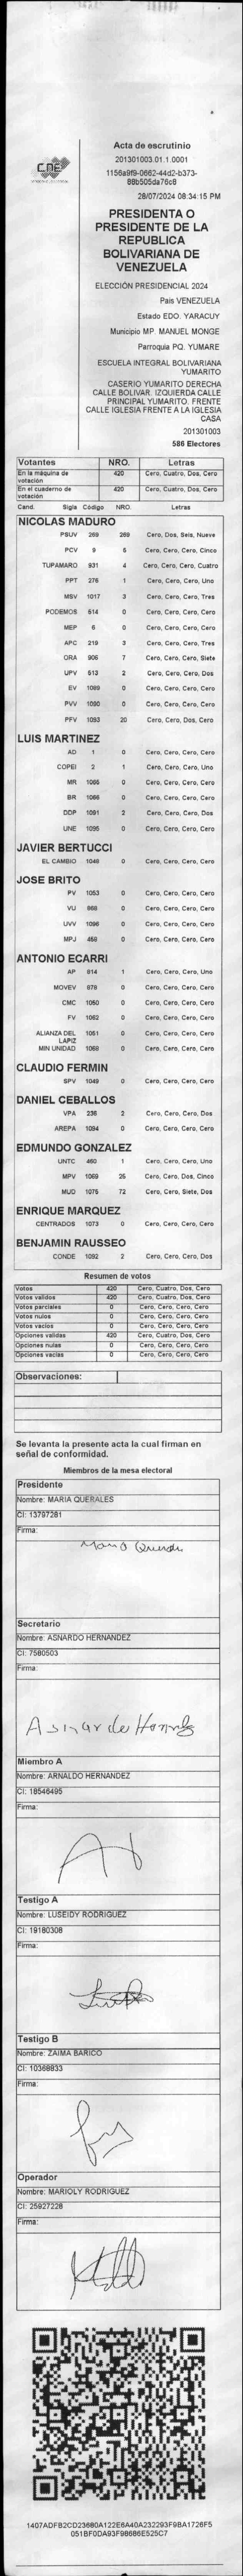 CNE
Acta de escrutinio
201301003.01.1.0001
1156a9f9-0662-44d2-b373-
88b505da76c8
28/07/2024 08:34:15 PM
PRESIDENTA O
PRESIDENTE DE LA
REPUBLICA
BOLIVARIANA DE
VENEZUELA
ELECCIÓN PRESIDENCIAL 2024
País VENEZUELA
Estado EDO. YARACUY
Municipio MP. MANUEL MONGE
Parroquia PQ. YUMARE
ESCUELA INTEGRAL BOLIVARIANA
YUMARITO
CASERIO YUMARITO DERECHA
CALLE BOLIVAR. IZQUIERDA CALLE
PRINCIPAL YUMARITO. FRENTE
CALLE IGLESIA FRENTE A LA IGLESIA
CASA
201301003
586 Electores
Votantes NRO. Letras
En la máquina de votación 420 Cero, Cuatro, Dos, Cero
En el cuaderno de votación 420 Cero, Cuatro, Dos, Cero
Cand. Sigla Código NRO. Letras
NICOLAS MADURO
PSUV 269 269 Cero, Dos, Seis, Nueve
PCV 9 5 Cero, Cero, Cero, Cinco
TUPAMARO 931 4 Cero, Cero, Cero, Cuatro
PPT 276 1 Cero, Cero, Cero, Uno
MSV 1017 3 Cero, Cero, Cero, Tres
PODEMOS 514 0 Cero, Cero, Cero, Cero
MEP 6 0 Cero, Cero, Cero, Cero
APC 219 3 Cero, Cero, Cero, Tres
ORA 906 7 Cero, Cero, Cero, Siete
UPV 513 2 Cero, Cero, Cero, Dos
EV 1089 0 Cero, Cero, Cero, Cero
PVV 1090 0 Cero, Cero, Cero, Cero
PFV 1093 20 Cero, Cero, Dos, Cero
LUIS MARTINEZ
AD 1 0 Cero, Cero, Cero, Cero
COPEI 2 1 Cero, Cero, Cero, Uno
MR 1065 0 Cero, Cero, Cero, Cero
BR 1066 0 Cero, Cero, Cero, Cero
DDP 1091 2 Cero, Cero, Cero, Dos
UNE 1095 0 Cero, Cero, Cero, Cero
JAVIER BERTUCCI
EL CAMBIO 1048 0 Cero, Cero, Cero, Cero
JOSE BRITO
PV 1053 0 Cero, Cero, Cero, Cero
VU 868 0 Cero, Cero, Cero, Cero
UVV 1096 0 Cero, Cero, Cero, Cero
MPJ 459 0 Cero, Cero, Cero, Cero
ANTONIO ECARRI
AP 914 1 Cero, Cero, Cero, Uno
MOVEV 978 0 Cero, Cero, Cero, Cero
CMC 1050 0 Cero, Cero, Cero, Cero
FV 1062 0 Cero, Cero, Cero, Cero
ALIANZA DEL LAPIZ 1051 0 Cero, Cero, Cero, Cero
MIN UNIDAD 1069 0 Cero, Cero, Cero, Cero
CLAUDIO FERMIN
SPV 1049 0 Cero, Cero, Cero, Cero
DANIEL CEBALLOS
VPA 236 2 Cero, Cero, Cero, Dos
AREPA 1094 0 Cero, Cero, Cero, Cero
EDMUNDO GONZALEZ
UNTC 460 1 Cero, Cero, Cero, Uno
MPV 1069 25 Cero, Cero, Dos, Cinco
MUD 1075 72 Cero, Cero, Siete, Dos
ENRIQUE MARQUEZ
CENTRADOS 1073 0 Cero, Cero, Cero, Cero
BENJAMIN RAUSSEO
CONDE 1092 2 Cero, Cero, Cero, Dos
Resumen de votos
Votos 420 Cero, Cuatro, Dos, Cero
Votos validos 420 Cero, Cuatro, Dos, Cero
Votos parciales 0 Cero, Cero, Cero, Cero
Votos nulos 0 Cero, Cero, Cero, Cero
Votos vacios 0 Cero, Cero, Cero, Cero
Opciones validas 420 Cero, Cuatro, Dos, Cero
Opciones nulas 0 Cero, Cero, Cero, Cero
Opciones vacias 0 Cero, Cero, Cero, Cero
Observaciones:
Se levanta la presente acta la cual firman en
señal de conformidad.
Miembros de la mesa electoral
Presidente
Nombre: MARIA QUERALES
CI: 13797281
Firma:
Secretario
Nombre: ASNARDO HERNANDEZ
CI: 7580503
Firma:
Miembro A
Nombre: ARNALDO HERNANDEZ
CI: 18546495
Firma:
Testigo A
Nombre: LUSEIDY RODRIGUEZ
CI: 19180308
Firma:
Testigo B
Nombre: ZAIMA BARICO
CI: 10368833
Firma:
Operador
Nombre: MARIOLY RODRIGUEZ
CI: 25927228
Firma:
1407ADFB2CD23680A122E6A40A232293F9BA1726F5
051BF0DA93F98686E525C7